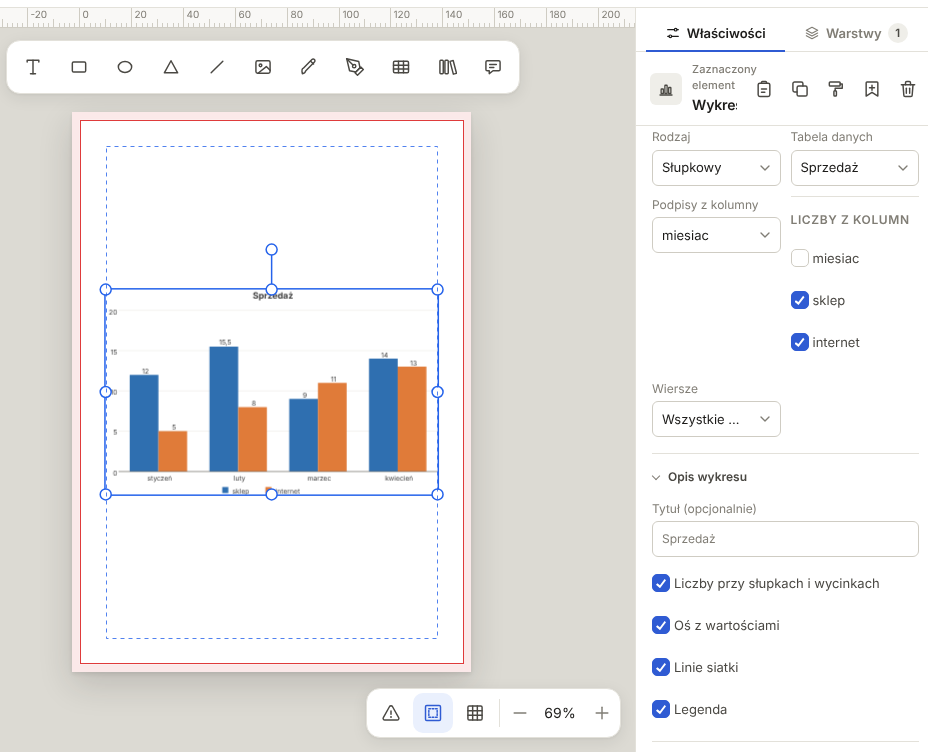 -20 0 20 40 60 80 100 120 140 160 180 200
Właściwości
Warstwy 1
Zaznaczony
element
Wykre
Rodzaj
Słupkowy
Tabela danych
Sprzedaż
Podpisy z kolumny
miesiac
LICZBY Z KOLUMN
miesiac
sklep
internet
Wiersze
Wszystkie ...
Opis wykresu
Tytuł (opcjonalnie)
Sprzedaż
Liczby przy słupkach i wycinkach
Oś z wartościami
Linie siatki
Legenda
Sprzedaż
20
15
5
0
12 5 15,5 8 9 11 14 13
styczeń luty marzec kwiecień
sklep internet
69%